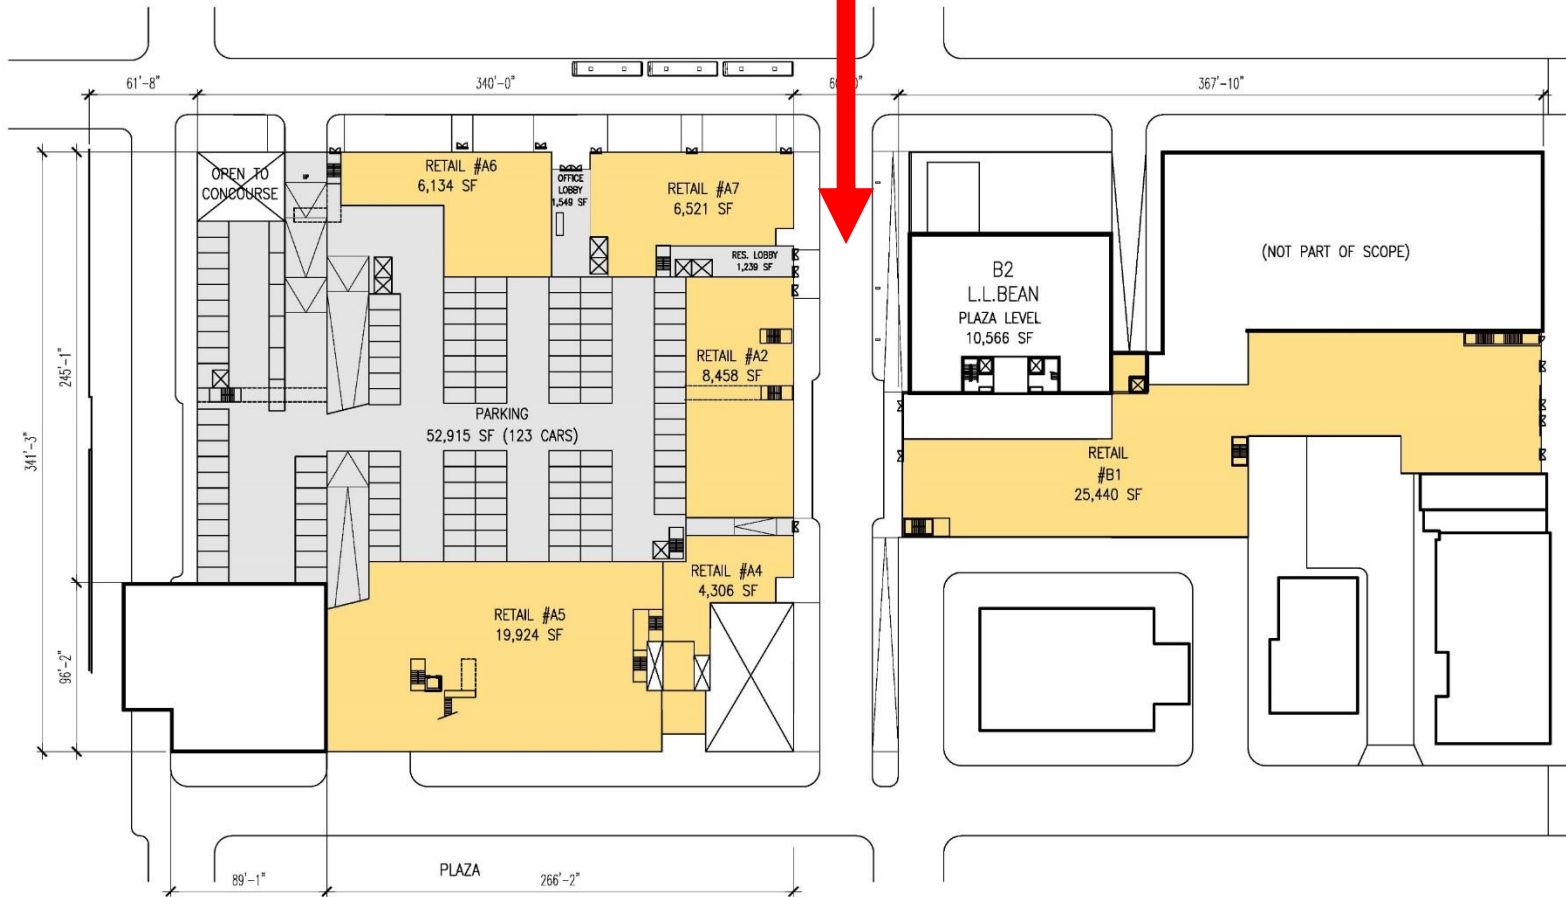 61'-8"
340'-0"
367'-10"
OPEN TO
CONCOURSE
UP
RETAIL #A6
6,134 SF
OFFICE
LOBBY
1,549 SF
RETAIL #A7
6,521 SF
RES. LOBBY
1,239 SF
B2
L.L.BEAN
PLAZA LEVEL
10,566 SF
(NOT PART OF SCOPE)
RETAIL #A2
8,458 SF
245'-1"
341'-3"
PARKING
52,915 SF (123 CARS)
RETAIL
#B1
25,440 SF
RETAIL #A4
4,306 SF
RETAIL #A5
19,924 SF
96'-2"
PLAZA
89'-1"
266'-2"